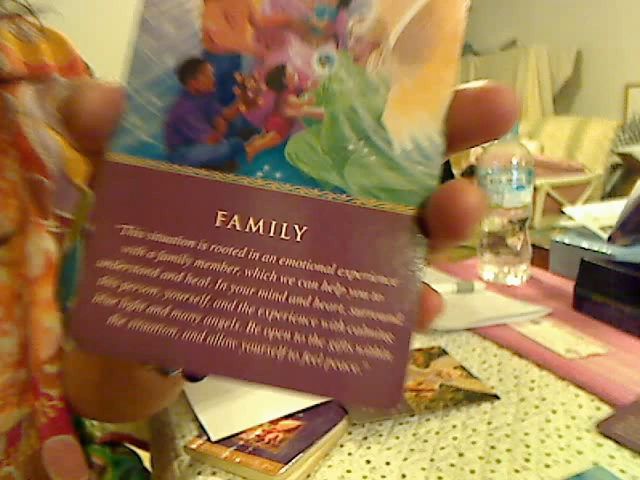 FAMILY
"This situation is rooted in an emotional experience
with a family member, which we can help you to
understand and heal. In your mind and heart, surround
this person, yourself, and the experience with calming
blue light and many angels. Be open to the gifts within
the situation, and allow yourself to feel peace."